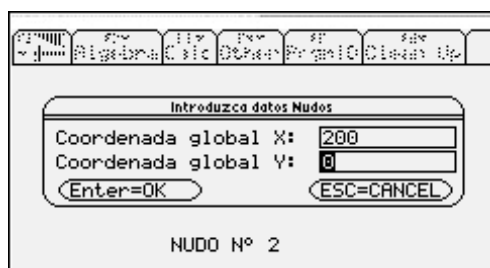 Algebra Calc Other PrgmIO Clean Up
Introduzca datos Nudos
Coordenada global X: 200
Coordenada global Y: 0
Enter=OK ESC=CANCEL
NUDO Nº 2